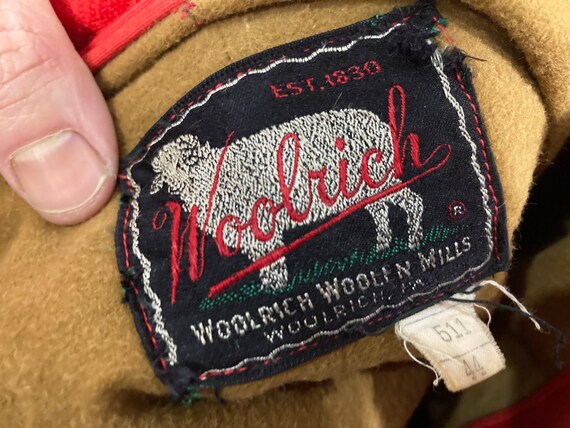 EST. 1830
Woolrich
®
WOOLRICH WOOLEN MILLS
WOOLRICH, PA
511
44